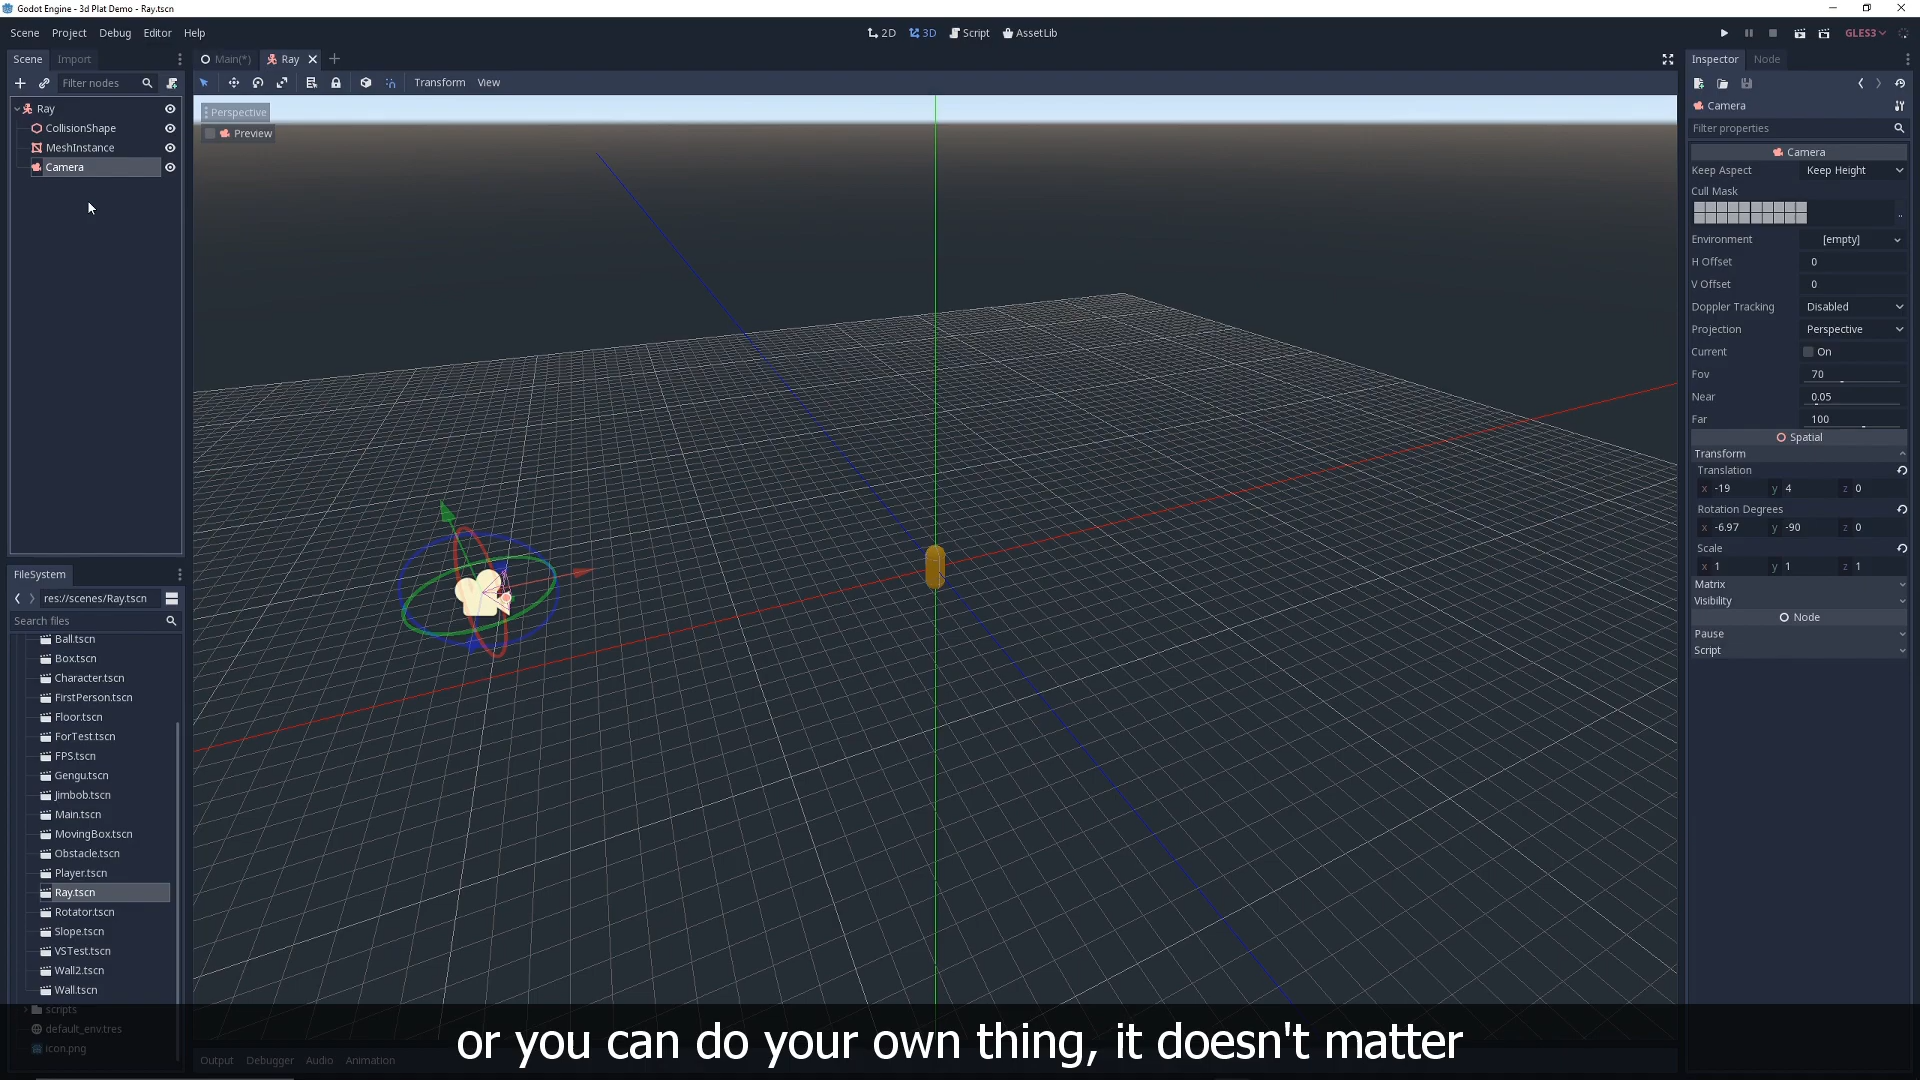 Godot Engine - 3d Plat Demo - Ray.tscn
Scene Project Debug Editor Help
2D 3D Script AssetLib
GLES3
Scene Import
Main(*) Ray
Inspector Node
Filter nodes
Transform View
Ray
CollisionShape
MeshInstance
Camera
Perspective
Preview
Camera
Filter properties
Camera
Keep Aspect Keep Height
Cull Mask
..
Environment [empty]
H Offset 0
V Offset 0
Doppler Tracking Disabled
Projection Perspective
Current On
Fov 70
Near 0.05
Far 100
Spatial
Transform
Translation
x -19 y 4 z 0
Rotation Degrees
x -6.97 y -90 z 0
Scale
x 1 y 1 z 1
Matrix
Visibility
Node
Pause
Script
FileSystem
res://scenes/Ray.tscn
Search files
Ball.tscn
Box.tscn
Character.tscn
FirstPerson.tscn
Floor.tscn
ForTest.tscn
FPS.tscn
Gengu.tscn
Jimbob.tscn
Main.tscn
MovingBox.tscn
Obstacle.tscn
Player.tscn
Ray.tscn
Rotator.tscn
Slope.tscn
VSTest.tscn
Wall2.tscn
Wall.tscn
scripts
default_env.tres
icon.png
Output Debugger Audio Animation
or you can do your own thing, it doesn't matter